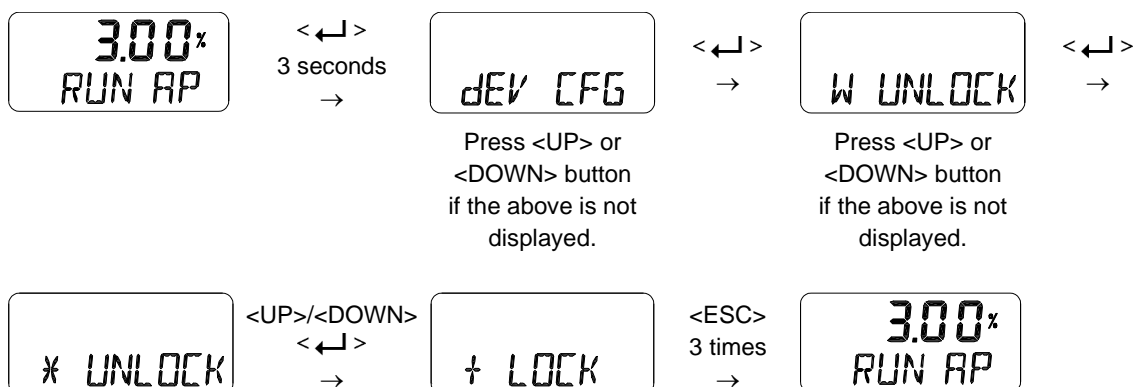 3.00%
RUN AP
< ↵ >
3 seconds
→
dEV CFG
Press <UP> or
<DOWN> button
if the above is not
displayed.
< ↵ >
→
W UNLOCK
Press <UP> or
<DOWN> button
if the above is not
displayed.
< ↵ >
→
* UNLOCK
<UP>/<DOWN>
< ↵ >
→
+ LOCK
<ESC>
3 times
→
3.00%
RUN AP